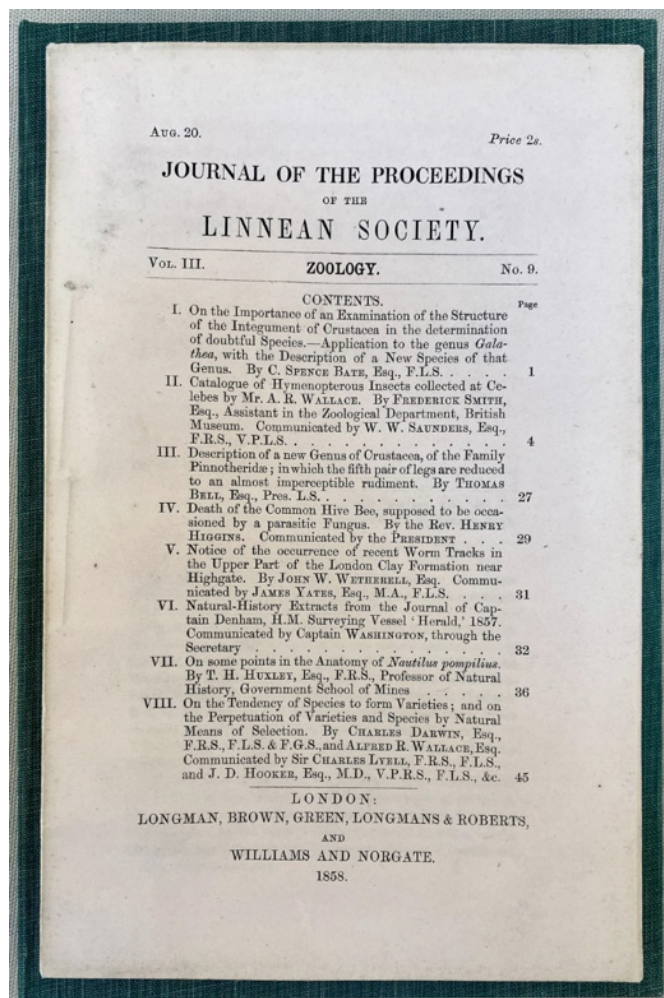 AUG. 20.
Price 2s.
JOURNAL OF THE PROCEEDINGS
OF THE
LINNEAN SOCIETY.
VOL. III. ZOOLOGY. No. 9.
CONTENTS.
Page
I. On the Importance of an Examination of the Structure
of the Integument of Crustacea in the determination
of doubtful Species.—Application to the genus Gala-
thea, with the Description of a New Species of that
Genus. By C. SPENCE BATE, Esq., F.L.S. . . . . 1
II. Catalogue of Hymenopterous Insects collected at Ce-
lebes by Mr. A. R. WALLACE. By FREDERICK SMITH,
Esq., Assistant in the Zoological Department, British
Museum. Communicated by W. W. SAUNDERS, Esq.,
F.R.S., V.P.L.S. . . . . . . . . . . . . 4
III. Description of a new Genus of Crustacea, of the Family
Pinnotheridæ; in which the fifth pair of legs are reduced
to an almost imperceptible rudiment. By THOMAS
BELL, Esq., Pres. L.S. . . . . . . . . . . . 27
IV. Death of the Common Hive Bee, supposed to be occa-
sioned by a parasitic Fungus. By the Rev. HENRY
HIGGINS. Communicated by the PRESIDENT . . . 29
V. Notice of the occurrence of recent Worm Tracks in
the Upper Part of the London Clay Formation near
Highgate. By JOHN W. WETHERELL, Esq. Commu-
nicated by JAMES YATES, Esq., M.A., F.L.S. . . . 31
VI. Natural-History Extracts from the Journal of Cap-
tain Denham, H.M. Surveying Vessel ‘Herald,’ 1857.
Communicated by Captain WASHINGTON, through the
Secretary . . . . . . . . . . . . . . 32
VII. On some points in the Anatomy of Nautilus pompilius.
By T. H. HUXLEY, Esq., F.R.S., Professor of Natural
History, Government School of Mines . . . . . 36
VIII. On the Tendency of Species to form Varieties; and on
the Perpetuation of Varieties and Species by Natural
Means of Selection. By CHARLES DARWIN, Esq.,
F.R.S., F.L.S. & F.G.S., and ALFRED R. WALLACE, Esq.
Communicated by Sir CHARLES LYELL, F.R.S., F.L.S.,
and J. D. HOOKER, Esq., M.D., V.P.R.S., F.L.S., &c. 45
LONDON:
LONGMAN, BROWN, GREEN, LONGMANS & ROBERTS,
AND
WILLIAMS AND NORGATE.
1858.